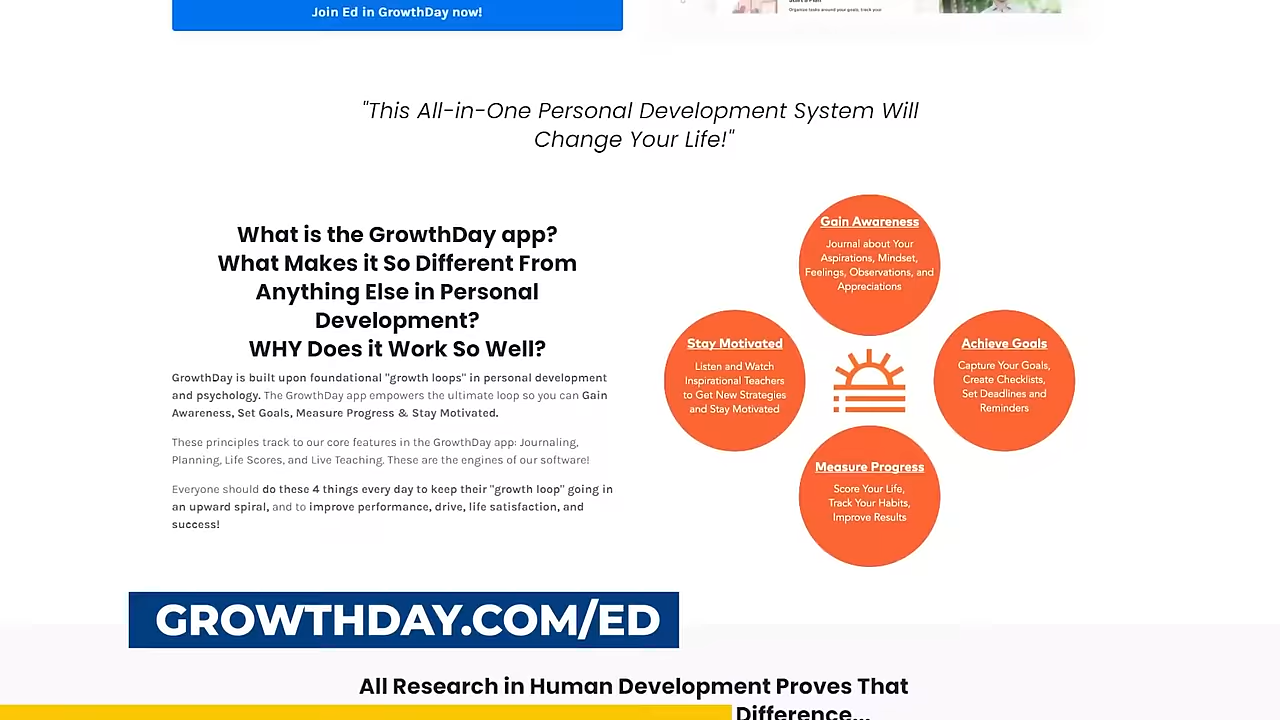 Join Ed in GrowthDay now!
Organize tasks around your goals, track your
"This All-in-One Personal Development System Will
Change Your Life!"
What is the GrowthDay app?
What Makes it So Different From
Anything Else in Personal
Development?
WHY Does it Work So Well?
GrowthDay is built upon foundational "growth loops" in personal development
and psychology. The GrowthDay app empowers the ultimate loop so you can Gain
Awareness, Set Goals, Measure Progress & Stay Motivated.
These principles track to our core features in the GrowthDay app: Journaling,
Planning, Life Scores, and Live Teaching. These are the engines of our software!
Everyone should do these 4 things every day to keep their "growth loop" going in
an upward spiral, and to improve performance, drive, life satisfaction, and
success!
Gain Awareness
Journal about Your
Aspirations, Mindset,
Feelings, Observations, and
Appreciations
Stay Motivated
Listen and Watch
Inspirational Teachers
to Get New Strategies
and Stay Motivated
Achieve Goals
Capture Your Goals,
Create Checklists,
Set Deadlines and
Reminders
Measure Progress
Score Your Life,
Track Your Habits,
Improve Results
GROWTHDAY.COM/ED
All Research in Human Development Proves That
Difference...